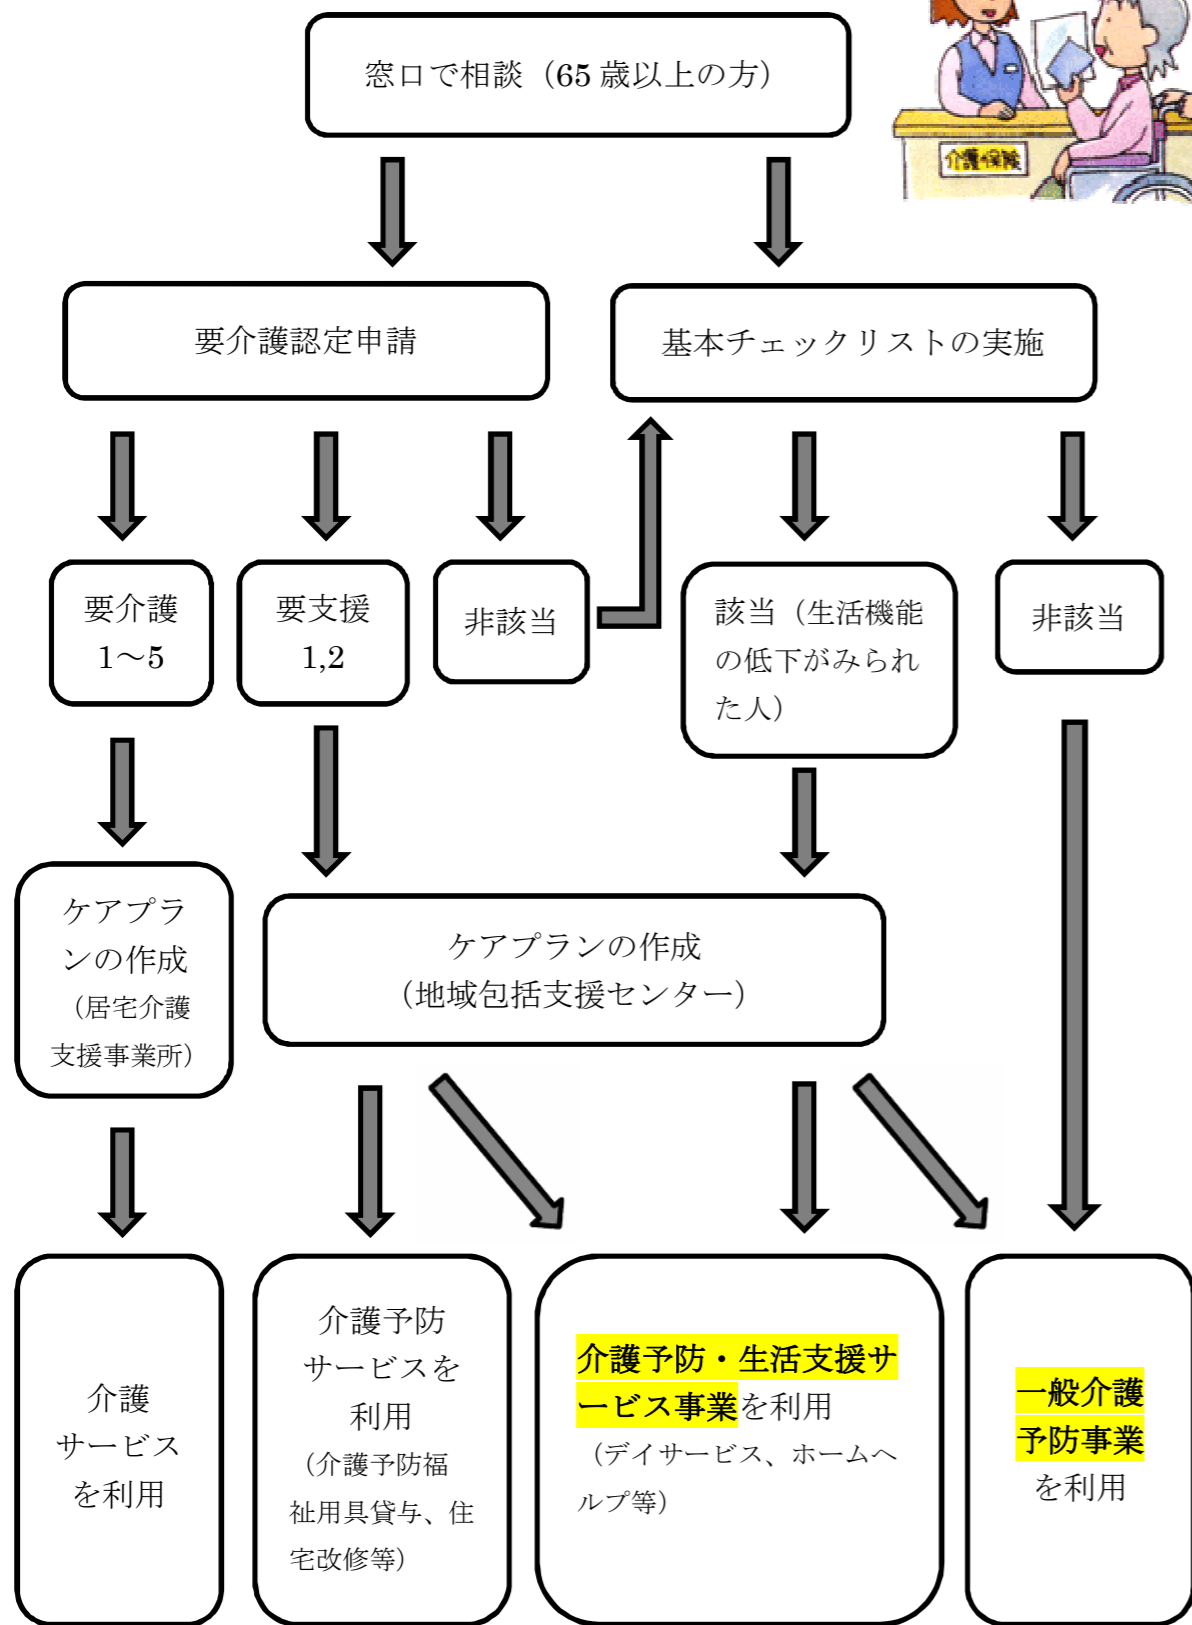 介護保険
窓口で相談（65 歳以上の方）
要介護認定申請
基本チェックリストの実施
要介護
1～5
要支援
1,2
非該当
該当（生活機能
の低下がみられ
た人）
非該当
ケアプラ
ンの作成
（居宅介護
支援事業所）
ケアプランの作成
（地域包括支援センター）
介護
サービス
を利用
介護予防
サービスを
利用
（介護予防福
祉用具貸与、住
宅改修等）
介護予防・生活支援サ
ービス事業を利用
（デイサービス、ホームヘ
ルプ等）
一般介護
予防事業
を利用